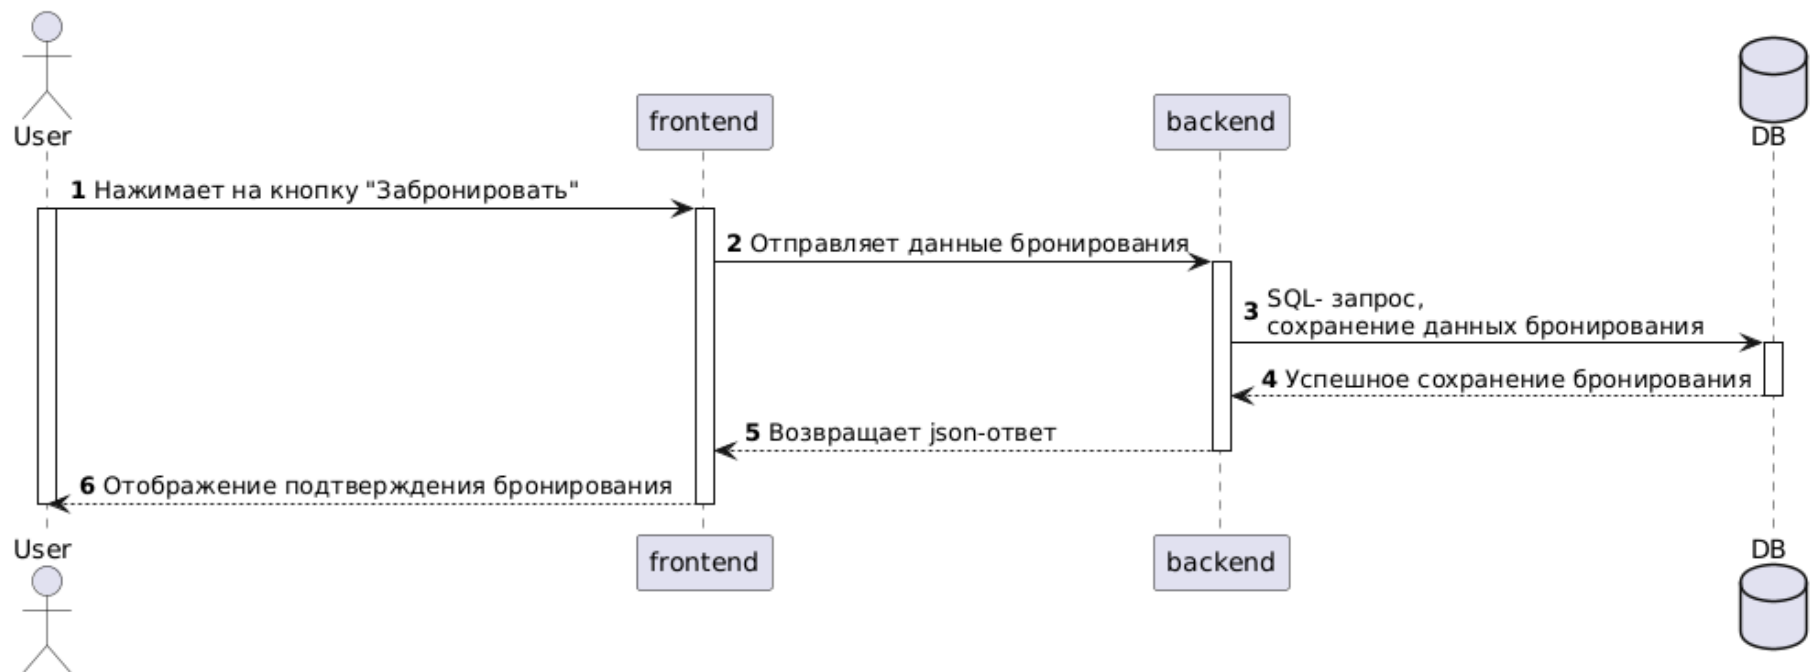 User
frontend
backend
DB
1 Нажимает на кнопку "Забронировать"
2 Отправляет данные бронирования
3 SQL- запрос,
сохранение данных бронирования
4 Успешное сохранение бронирования
5 Возвращает json-ответ
6 Отображение подтверждения бронирования
User
frontend
backend
DB